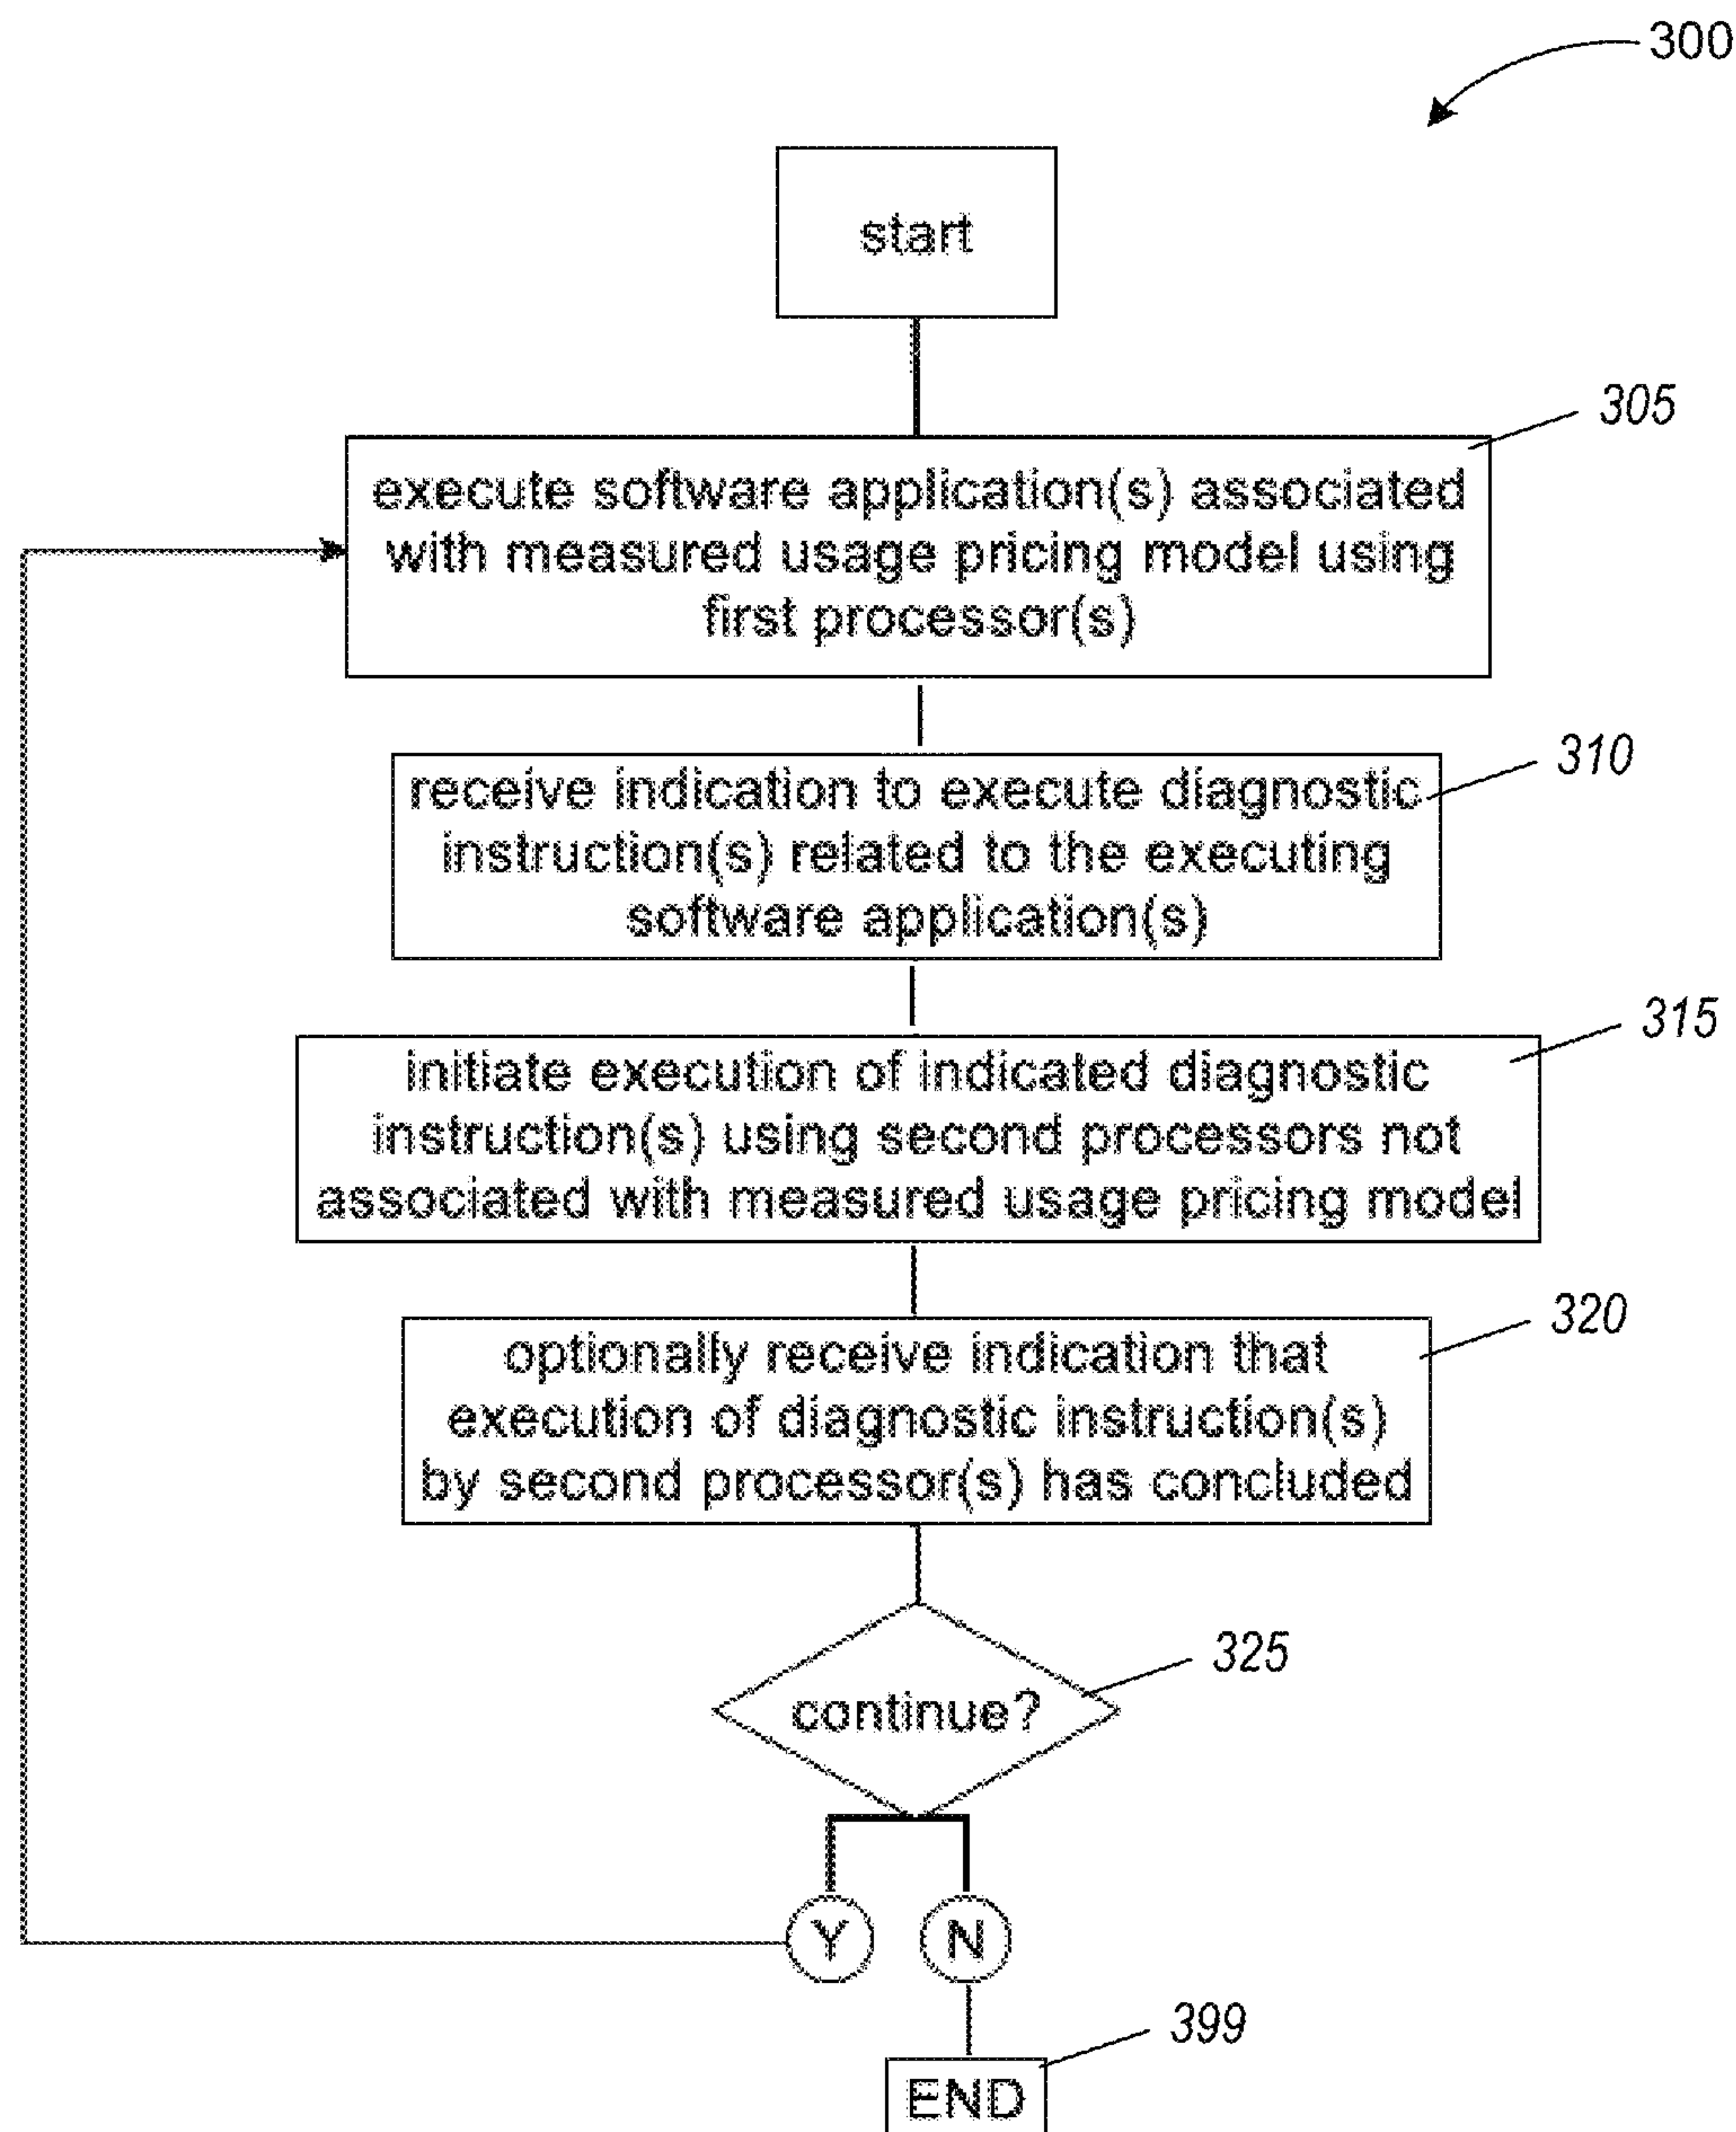 300
start
305
execute software application(s) associated
with measured usage pricing model using
first processor(s)
310
receive indication to execute diagnostic
instruction(s) related to the executing
software application(s)
315
initiate execution of indicated diagnostic
instruction(s) using second processors not
associated with measured usage pricing model
320
optionally receive indication that
execution of diagnostic instruction(s)
by second processor(s) has concluded
325
continue?
Y
N
399
END